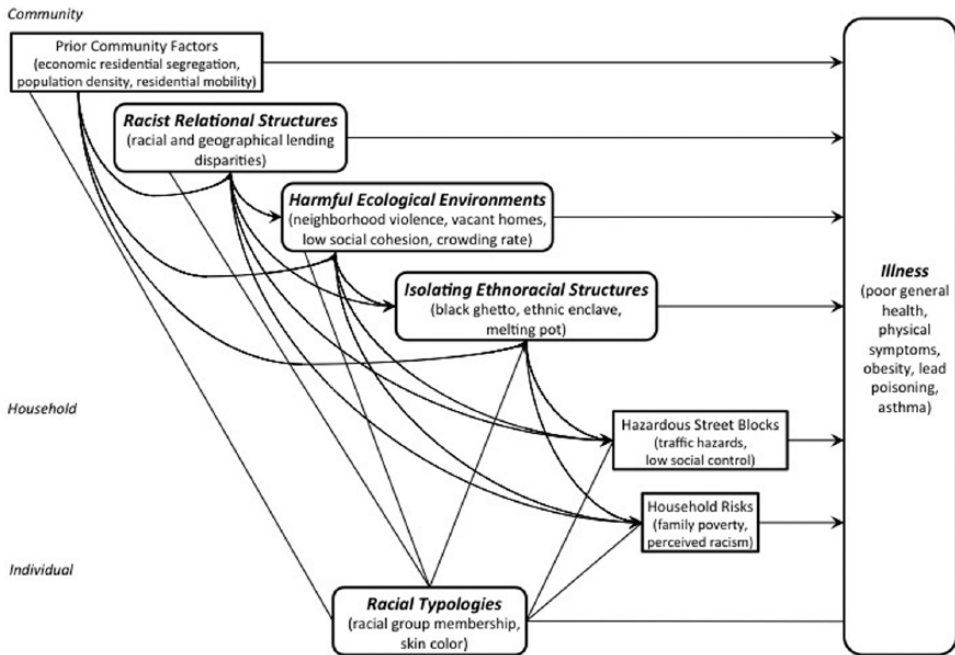 Community
Prior Community Factors
(economic residential segregation,
population density, residential mobility)
Racist Relational Structures
(racial and geographical lending
disparities)
Harmful Ecological Environments
(neighborhood violence, vacant homes,
low social cohesion, crowding rate)
Isolating Ethnoracial Structures
(black ghetto, ethnic enclave,
melting pot)
Illness
(poor general
health,
physical
symptoms,
obesity, lead
poisoning,
asthma)
Household
Hazardous Street Blocks
(traffic hazards,
low social control)
Household Risks
(family poverty,
perceived racism)
Individual
Racial Typologies
(racial group membership,
skin color)